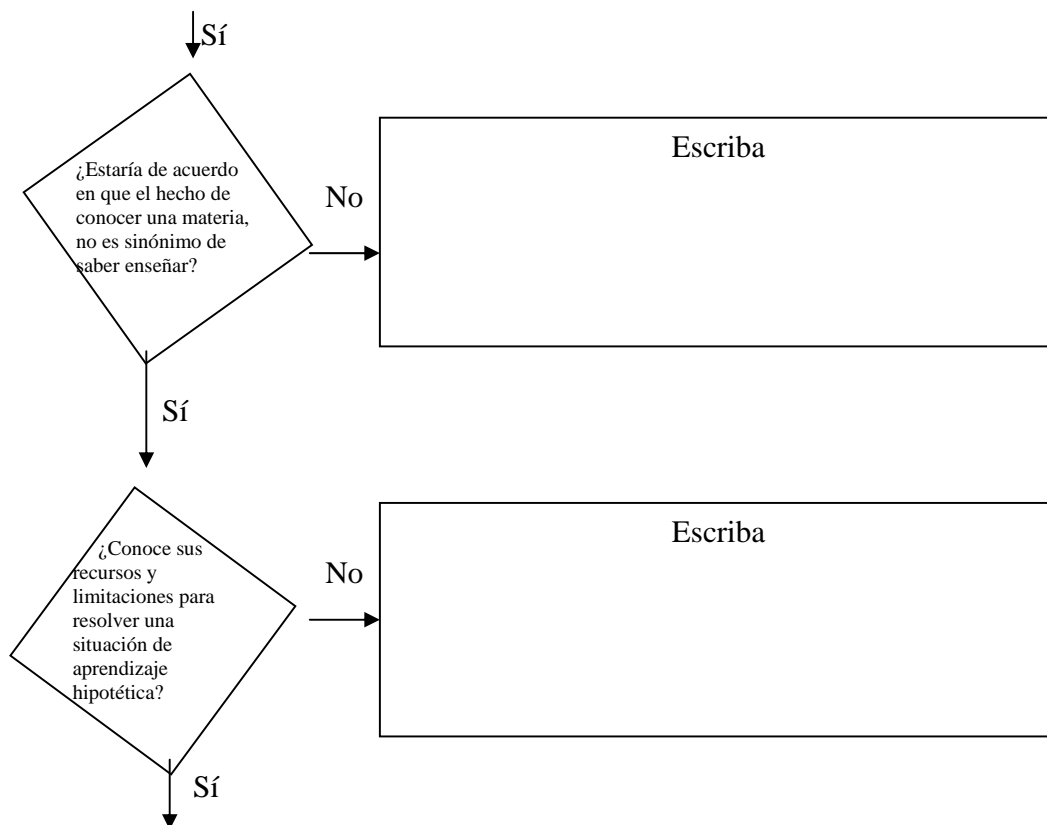 Sí
Escriba
¿Estaría de acuerdo
en que el hecho de
conocer una materia,
no es sinónimo de
saber enseñar?
No
Sí
Escriba
¿Conoce sus
recursos y
limitaciones para
resolver una
situación de
aprendizaje
hipotética?
No
Sí